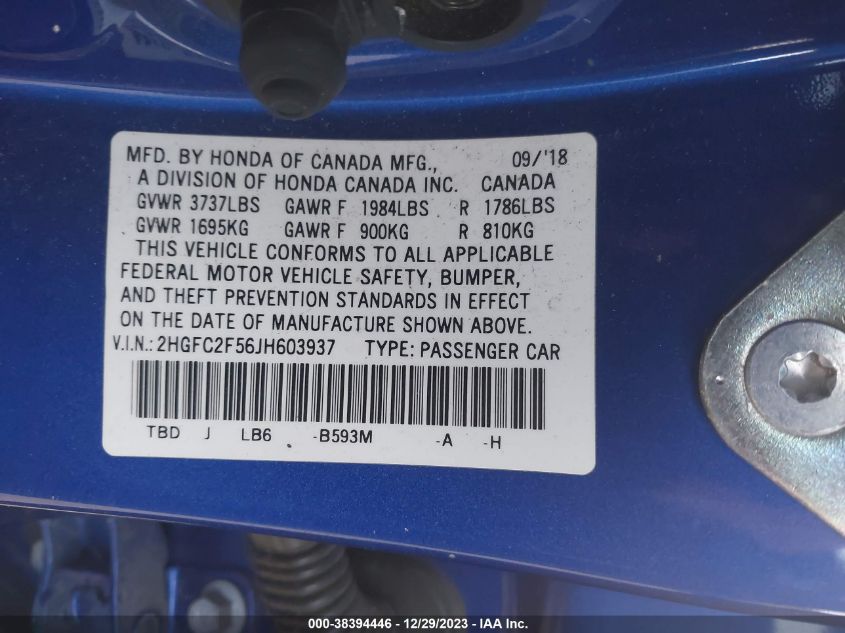 MFD. BY HONDA OF CANADA MFG., 09/'18
A DIVISION OF HONDA CANADA INC. CANADA
GVWR 3737LBS GAWR F 1984LBS R 1786LBS
GVWR 1695KG GAWR F 900KG R 810KG
THIS VEHICLE CONFORMS TO ALL APPLICABLE
FEDERAL MOTOR VEHICLE SAFETY, BUMPER,
AND THEFT PREVENTION STANDARDS IN EFFECT
ON THE DATE OF MANUFACTURE SHOWN ABOVE.
V.I.N.: 2HGFC2F56JH603937 TYPE: PASSENGER CAR
TBD J LB6 -B593M -A -H
000-38394446 - 12/29/2023 - IAA Inc.